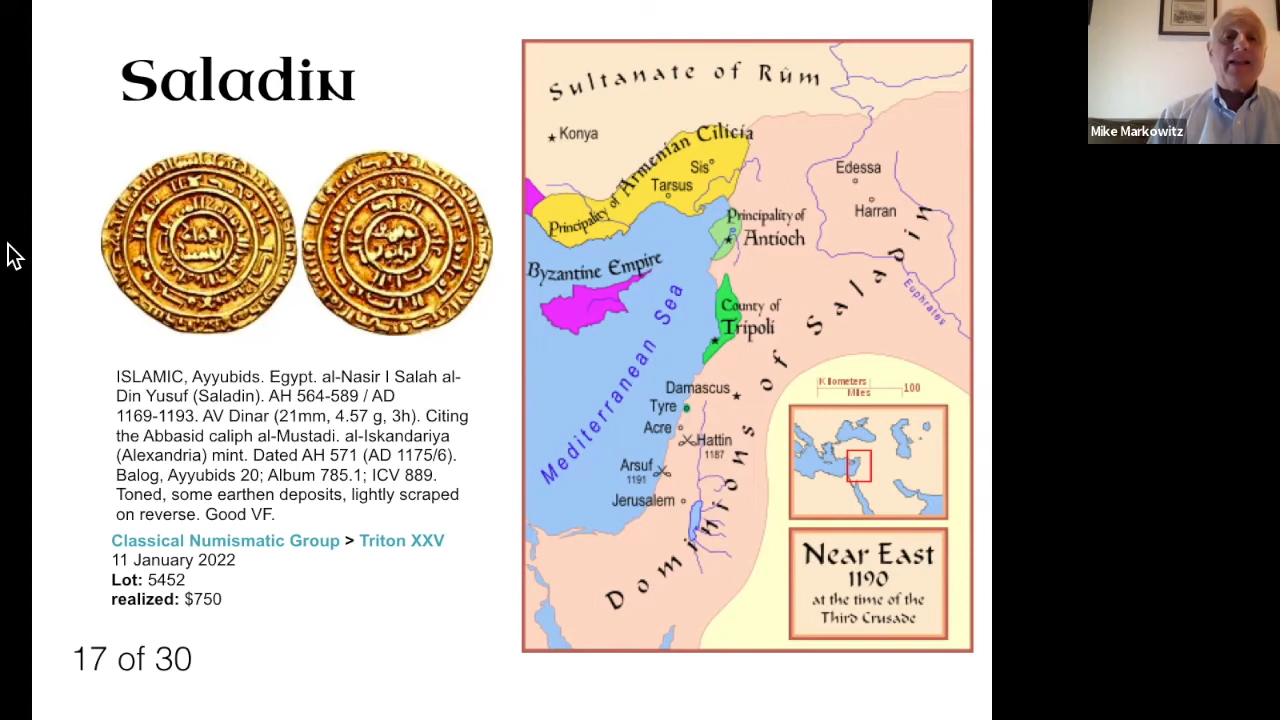 Saladin
ISLAMIC, Ayyubids. Egypt. al-Nasir I Salah al-
Din Yusuf (Saladin). AH 564-589 / AD
1169-1193. AV Dinar (21mm, 4.57 g, 3h). Citing
the Abbasid caliph al-Mustadi. al-Iskandariya
(Alexandria) mint. Dated AH 571 (AD 1175/6).
Balog, Ayyubids 20; Album 785.1; ICV 889.
Toned, some earthen deposits, lightly scraped
on reverse. Good VF.
Classical Numismatic Group > Triton XXV
11 January 2022
Lot: 5452
realized: $750
17 of 30
Sultanate of Rûm
Konya
Principality of Armenian Cilicia
Sis
Tarsus
Edessa
Harran
Principality of
Antioch
Byzantine Empire
County of
Tripoli
Mediterranean Sea
Euphrates
Dominions of Saladin
Damascus
Tyre
Acre
Hattin
1187
Arsuf
1191
Jerusalem
Kilometers
Miles
100
Near East
1190
at the time of the
Third Crusade
Mike Markowitz